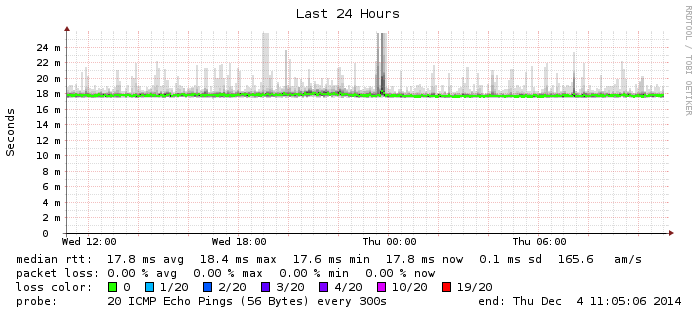 Last 24 Hours
RRDTOOL / TOBI OETIKER
Seconds
24 m
22 m
20 m
18 m
16 m
14 m
12 m
10 m
8 m
6 m
4 m
2 m
0
Wed 12:00 Wed 18:00 Thu 00:00 Thu 06:00
median rtt: 17.8 ms avg 18.4 ms max 17.6 ms min 17.8 ms now 0.1 ms sd 165.6 am/s
packet loss: 0.00 % avg 0.00 % max 0.00 % min 0.00 % now
loss color: 0 1/20 2/20 3/20 4/20 10/20 19/20
probe: 20 ICMP Echo Pings (56 Bytes) every 300s end: Thu Dec 4 11:05:06 2014